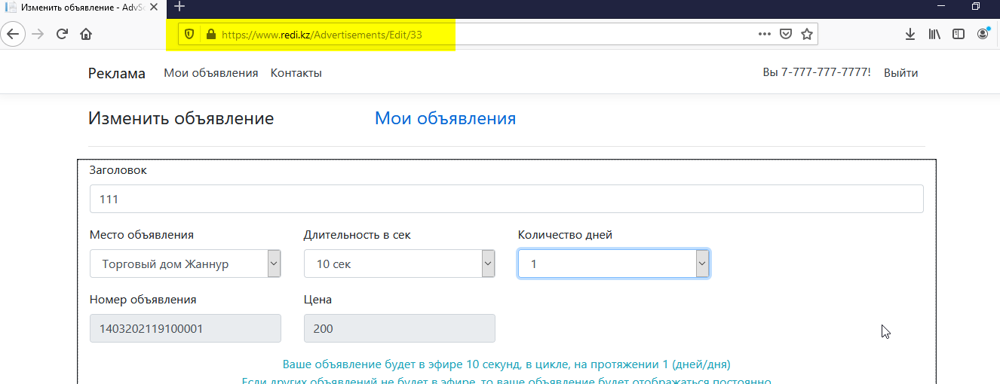 Изменить объявление - AdvSe
https://www.redi.kz/Advertisements/Edit/33
Реклама Мои объявления Контакты Вы 7-777-777-7777! Выйти
Изменить объявление Мои объявления
Заголовок
111
Место объявления Длительность в сек Количество дней
Торговый дом Жаннур 10 сек 1
Номер объявления Цена
1403202119100001 200
Ваше объявление будет в эфире 10 секунд, в цикле, на протяжении 1 (дней/дня)
Если других объявлений не будет в эфире, то ваше объявление будет отображаться постоянно